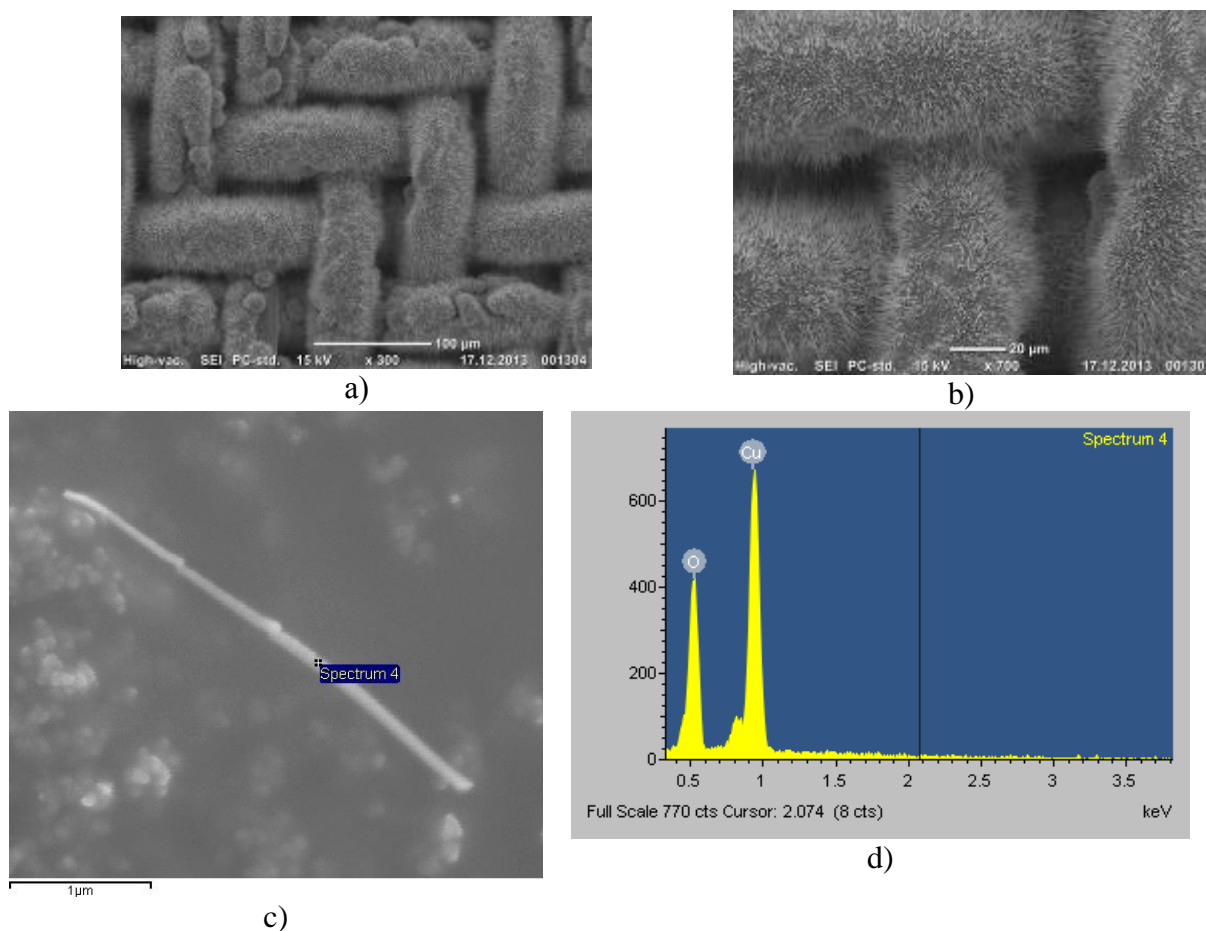 100 µm
High-vac. SEI PC-std. 15 kV x 300 17.12.2013 001304
a)
20 µm
High-vac. SEI PC-std. 15 kV x 700 17.12.2013 00130
b)
Spectrum 4
1µm
c)
Spectrum 4
Cu
O
600
400
200
0
0.5 1 1.5 2 2.5 3 3.5
Full Scale 770 cts Cursor: 2.074 (8 cts) keV
d)